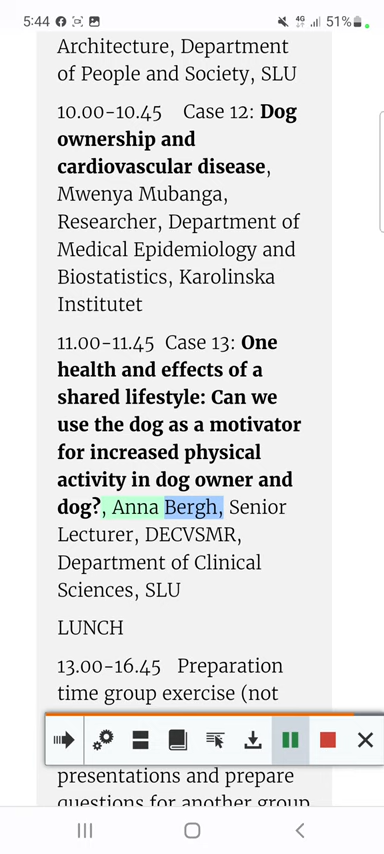 5:44 51%
Architecture, Department
of People and Society, SLU
10.00-10.45 Case 12: Dog
ownership and
cardiovascular disease,
Mwenya Mubanga,
Researcher, Department of
Medical Epidemiology and
Biostatistics, Karolinska
Institutet
11.00-11.45 Case 13: One
health and effects of a
shared lifestyle: Can we
use the dog as a motivator
for increased physical
activity in dog owner and
dog?, Anna Bergh, Senior
Lecturer, DECVSMR,
Department of Clinical
Sciences, SLU
LUNCH
13.00-16.45 Preparation
time group exercise (not
presentations and prepare
questions for another group